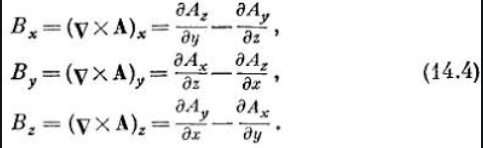 B_x = (∇ × A)_x = ∂A_z/∂y − ∂A_y/∂z ,
B_y = (∇ × A)_y = ∂A_x/∂z − ∂A_z/∂x , (14.4)
B_z = (∇ × A)_z = ∂A_y/∂x − ∂A_x/∂y .